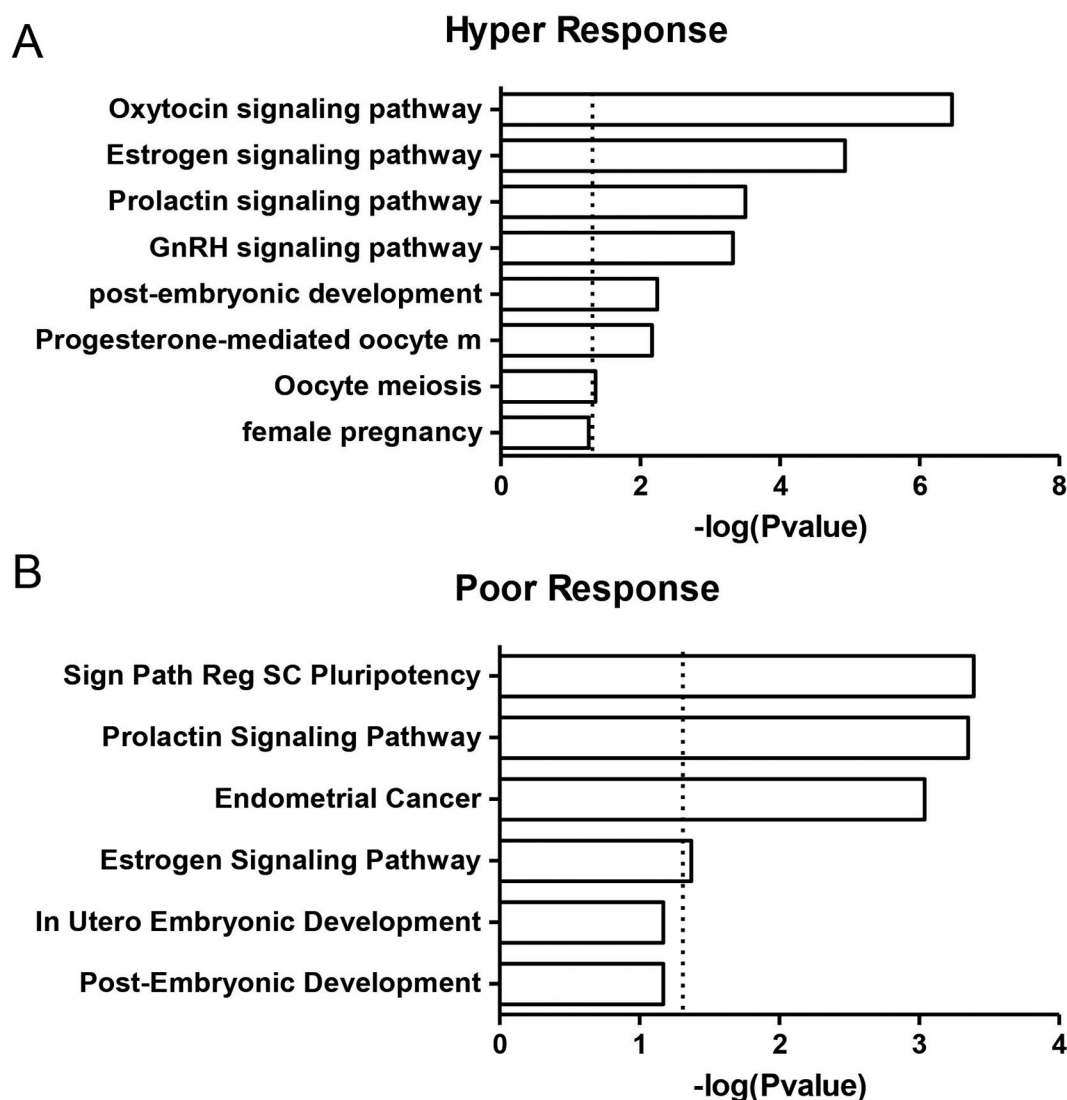 A
Hyper Response
Oxytocin signaling pathway
Estrogen signaling pathway
Prolactin signaling pathway
GnRH signaling pathway
post-embryonic development
Progesterone-mediated oocyte m
Oocyte meiosis
female pregnancy
0 2 4 6 8
-log(Pvalue)
B
Poor Response
Sign Path Reg SC Pluripotency
Prolactin Signaling Pathway
Endometrial Cancer
Estrogen Signaling Pathway
In Utero Embryonic Development
Post-Embryonic Development
0 1 2 3 4
-log(Pvalue)